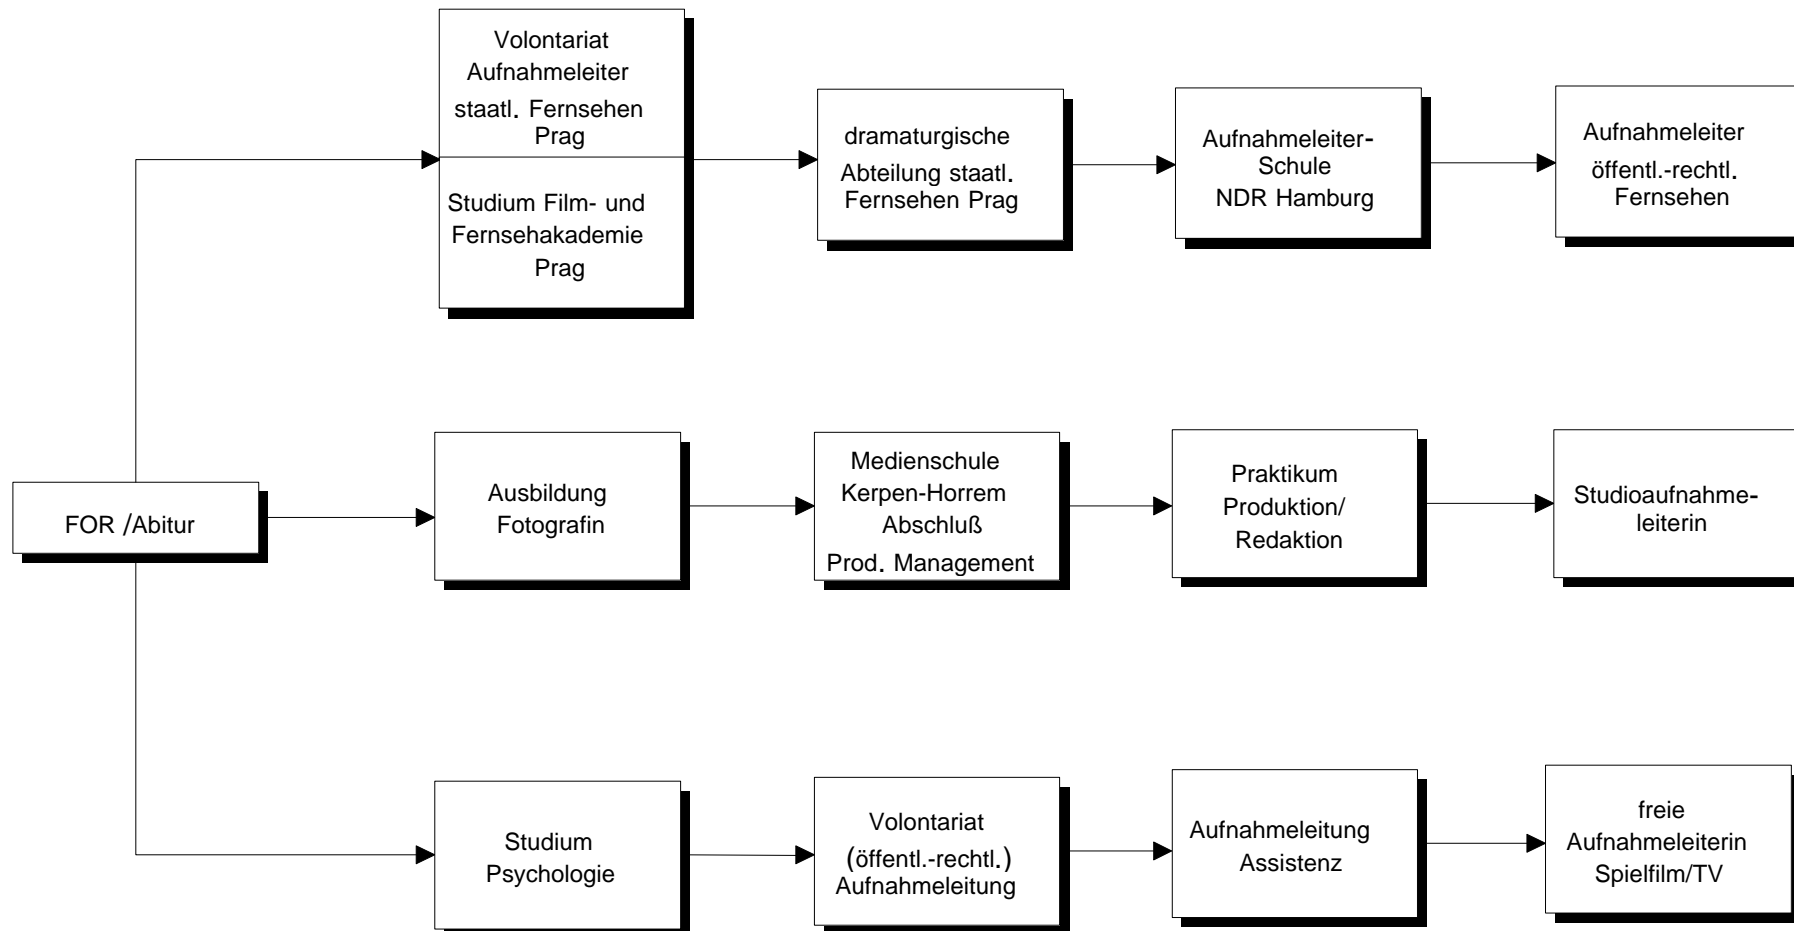 Volontariat
Aufnahmeleiter
staatl. Fernsehen
Prag
Studium Film- und
Fernsehakademie
Prag
dramaturgische
Abteilung staatl.
Fernsehen Prag
Aufnahmeleiter-
Schule
NDR Hamburg
Aufnahmeleiter
öffentl.-rechtl.
Fernsehen
FOR /Abitur
Ausbildung
Fotografin
Medienschule
Kerpen-Horrem
Abschluß
Prod. Management
Praktikum
Produktion/
Redaktion
Studioaufnahme-
leiterin
Studium
Psychologie
Volontariat
(öffentl.-rechtl.)
Aufnahmeleitung
Aufnahmeleitung
Assistenz
freie
Aufnahmeleiterin
Spielfilm/TV